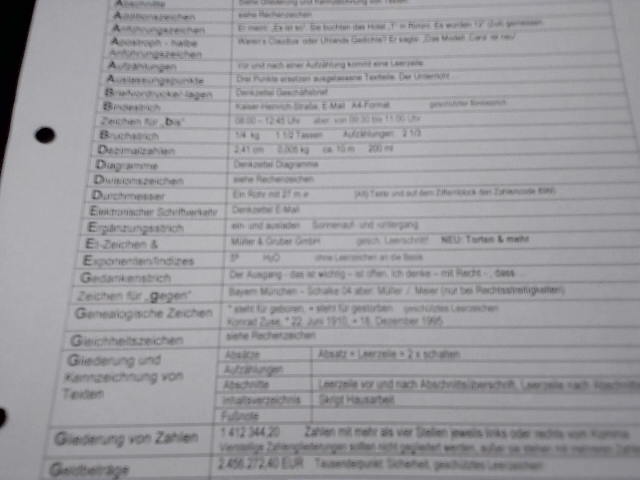 Abschnitte siehe Gliederung und Kennzeichnung von Texten
Additionszeichen siehe Rechenzeichen
Anführungszeichen Er meint: „Es ist so“. Sie buchten das Hotel in Rimini. Es wurden
Apostroph - halbe Anführungszeichen Waren's Claudius' oder Uhlands Gedichte? Er sagte: „Das Modell ist neu“
Aufzählungen Vor und nach einer Aufzählung kommt eine Leerzeile.
Auslassungspunkte Drei Punkte ersetzen ausgelassene Textteile. Der Unterricht
Briefvordrucke/-lagen Denkzettel Geschäftsbrief
Bindestrich Kaiser-Heinrich-Straße, E-Mail A4-Format geschützter Bindestrich
Zeichen für „bis“ 08:00 – 12:45 Uhr aber: von 09:30 bis 11:00 Uhr
Bruchstrich 1/4 kg 1 1/2 Tassen Aufzählungen: 2 1/3
Dezimalzahlen 2,41 cm 0,005 kg ca. 10 m 200 ml
Diagramme Denkzettel Diagramme
Divisionszeichen siehe Rechenzeichen
Durchmesser Ein Rohr mit 27 m ø [Alt] Taste und auf dem Ziffernblock den Zahlencode
Elektronischer Schriftverkehr Denkzettel E-Mail
Ergänzungsstrich ein- und ausladen Sonnenauf- und -untergang
Et-Zeichen & Müller & Gruber GmbH gesch. Leerschritt NEU: Torten & mehr
Exponenten/Indizes H₂O ohne Leerzeichen an die Basis
Gedankenstrich Der Ausgang - das ist wichtig – ist offen. Ich denke – mit Recht - , dass ...
Zeichen für „gegen“ Bayern München – Schalke 04 aber: Müller ./. Meier (nur bei Rechtsstreitigkeiten)
Genealogische Zeichen * steht für geboren, + steht für gestorben geschütztes Leerzeichen
Konrad Zuse, * 22. Juni 1910, + 18. Dezember 1995
Gleichheitszeichen siehe Rechenzeichen
Gliederung und Kennzeichnung von Texten
Absätze Absatz = Leerzeile = 2 x schalten
Aufzählungen
Abschnitte Leerzeile vor und nach Abschnittsüberschrift, Leerzeile nach
Inhaltsverzeichnis Skript Hausarbeit
Fußnote
Gliederung von Zahlen 1 412 344,20 Zahlen mit mehr als vier Stellen jeweils links oder rechts vom Komma
Vierstellige Zahlengliederungen sollten nicht gegliedert werden, außer sie stehen mit mehreren Zahlen
Geldbeträge 2.456.272,40 EUR Tausenderpunkt Sicherheit, geschütztes Leerzeichen